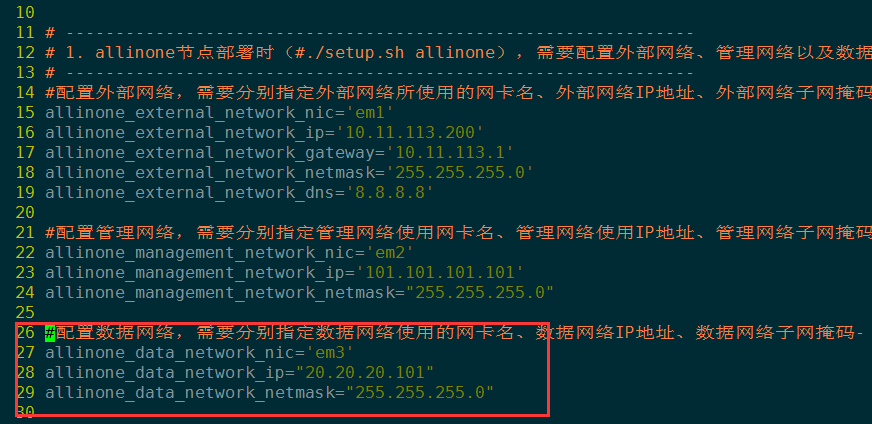 10
11 # ---------------------------------------------------------------
12 # 1. allinone节点部署时（#./setup.sh allinone），需要配置外部网络、管理网络以及数据
13 # ---------------------------------------------------------------
14 #配置外部网络，需要分别指定外部网络所使用的网卡名、外部网络IP地址、外部网络子网掩码
15 allinone_external_network_nic='em1'
16 allinone_external_network_ip='10.11.113.200'
17 allinone_external_network_gateway='10.11.113.1'
18 allinone_external_network_netmask='255.255.255.0'
19 allinone_external_network_dns='8.8.8.8'
20
21 #配置管理网络，需要分别指定管理网络使用网卡名、管理网络使用IP地址、管理网络子网掩码
22 allinone_management_network_nic='em2'
23 allinone_management_network_ip='101.101.101.101'
24 allinone_management_network_netmask="255.255.255.0"
25
26 #配置数据网络，需要分别指定数据网络使用的网卡名、数据网络IP地址、数据网络子网掩码-
27 allinone_data_network_nic='em3'
28 allinone_data_network_ip="20.20.20.101"
29 allinone_data_network_netmask="255.255.255.0"
30